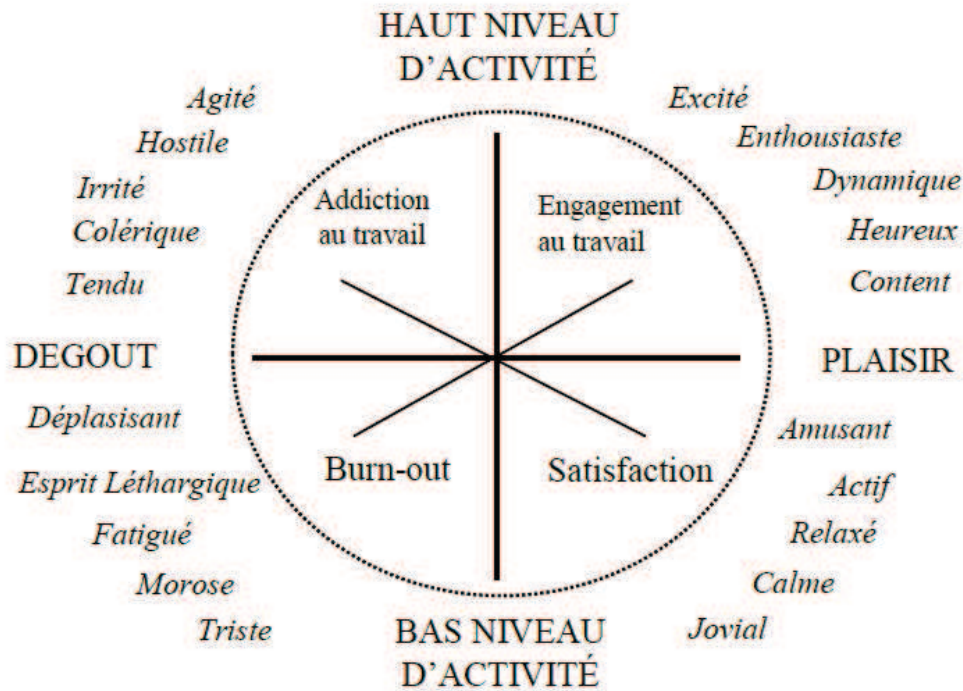 HAUT NIVEAU
D'ACTIVITÉ
Agité
Excité
Hostile
Enthousiaste
Irrité
Dynamique
Addiction
au travail
Engagement
au travail
Colérique
Heureux
Tendu
Content
DEGOUT
PLAISIR
Déplasisant
Amusant
Burn-out
Satisfaction
Esprit Léthargique
Actif
Fatigué
Relaxé
Morose
Calme
Triste
BAS NIVEAU
D'ACTIVITÉ
Jovial